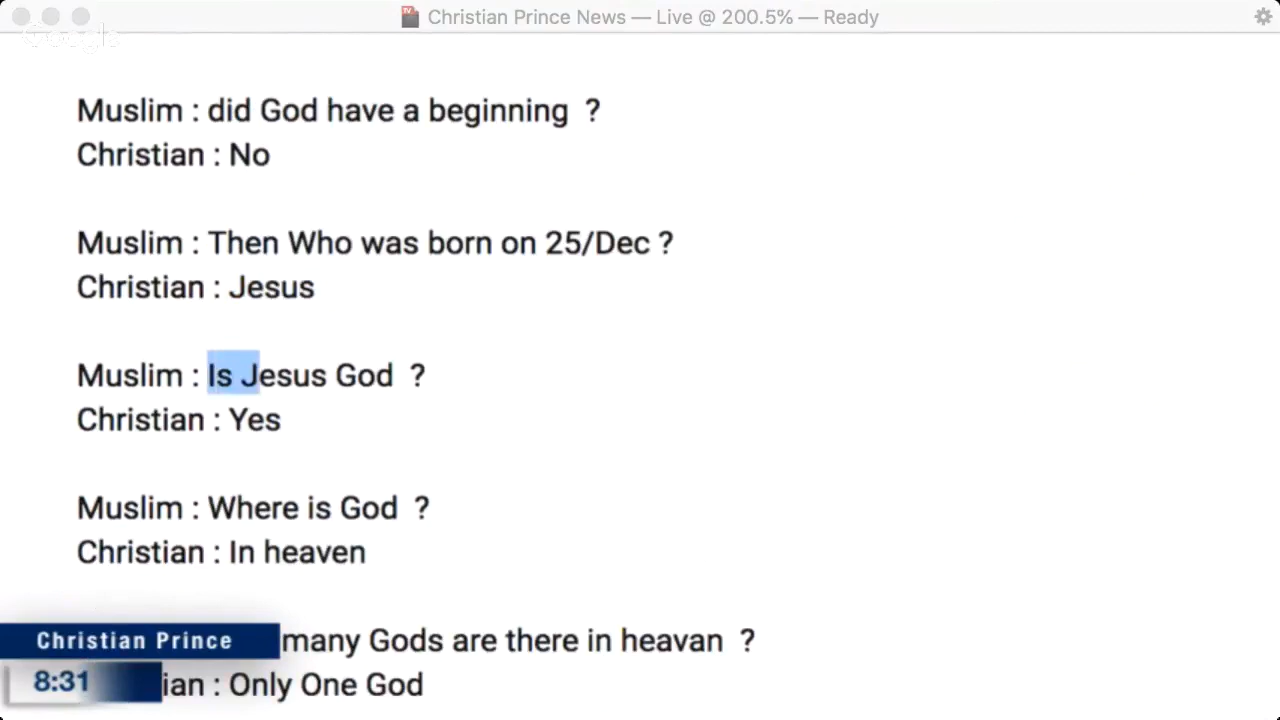 Christian Prince News — Live @ 200.5% — Ready
Google
Muslim : did God have a beginning ?
Christian : No
Muslim : Then Who was born on 25/Dec ?
Christian : Jesus
Muslim : Is Jesus God ?
Christian : Yes
Muslim : Where is God ?
Christian : In heaven
many Gods are there in heavan ?
ian : Only One God
Christian Prince
8:31